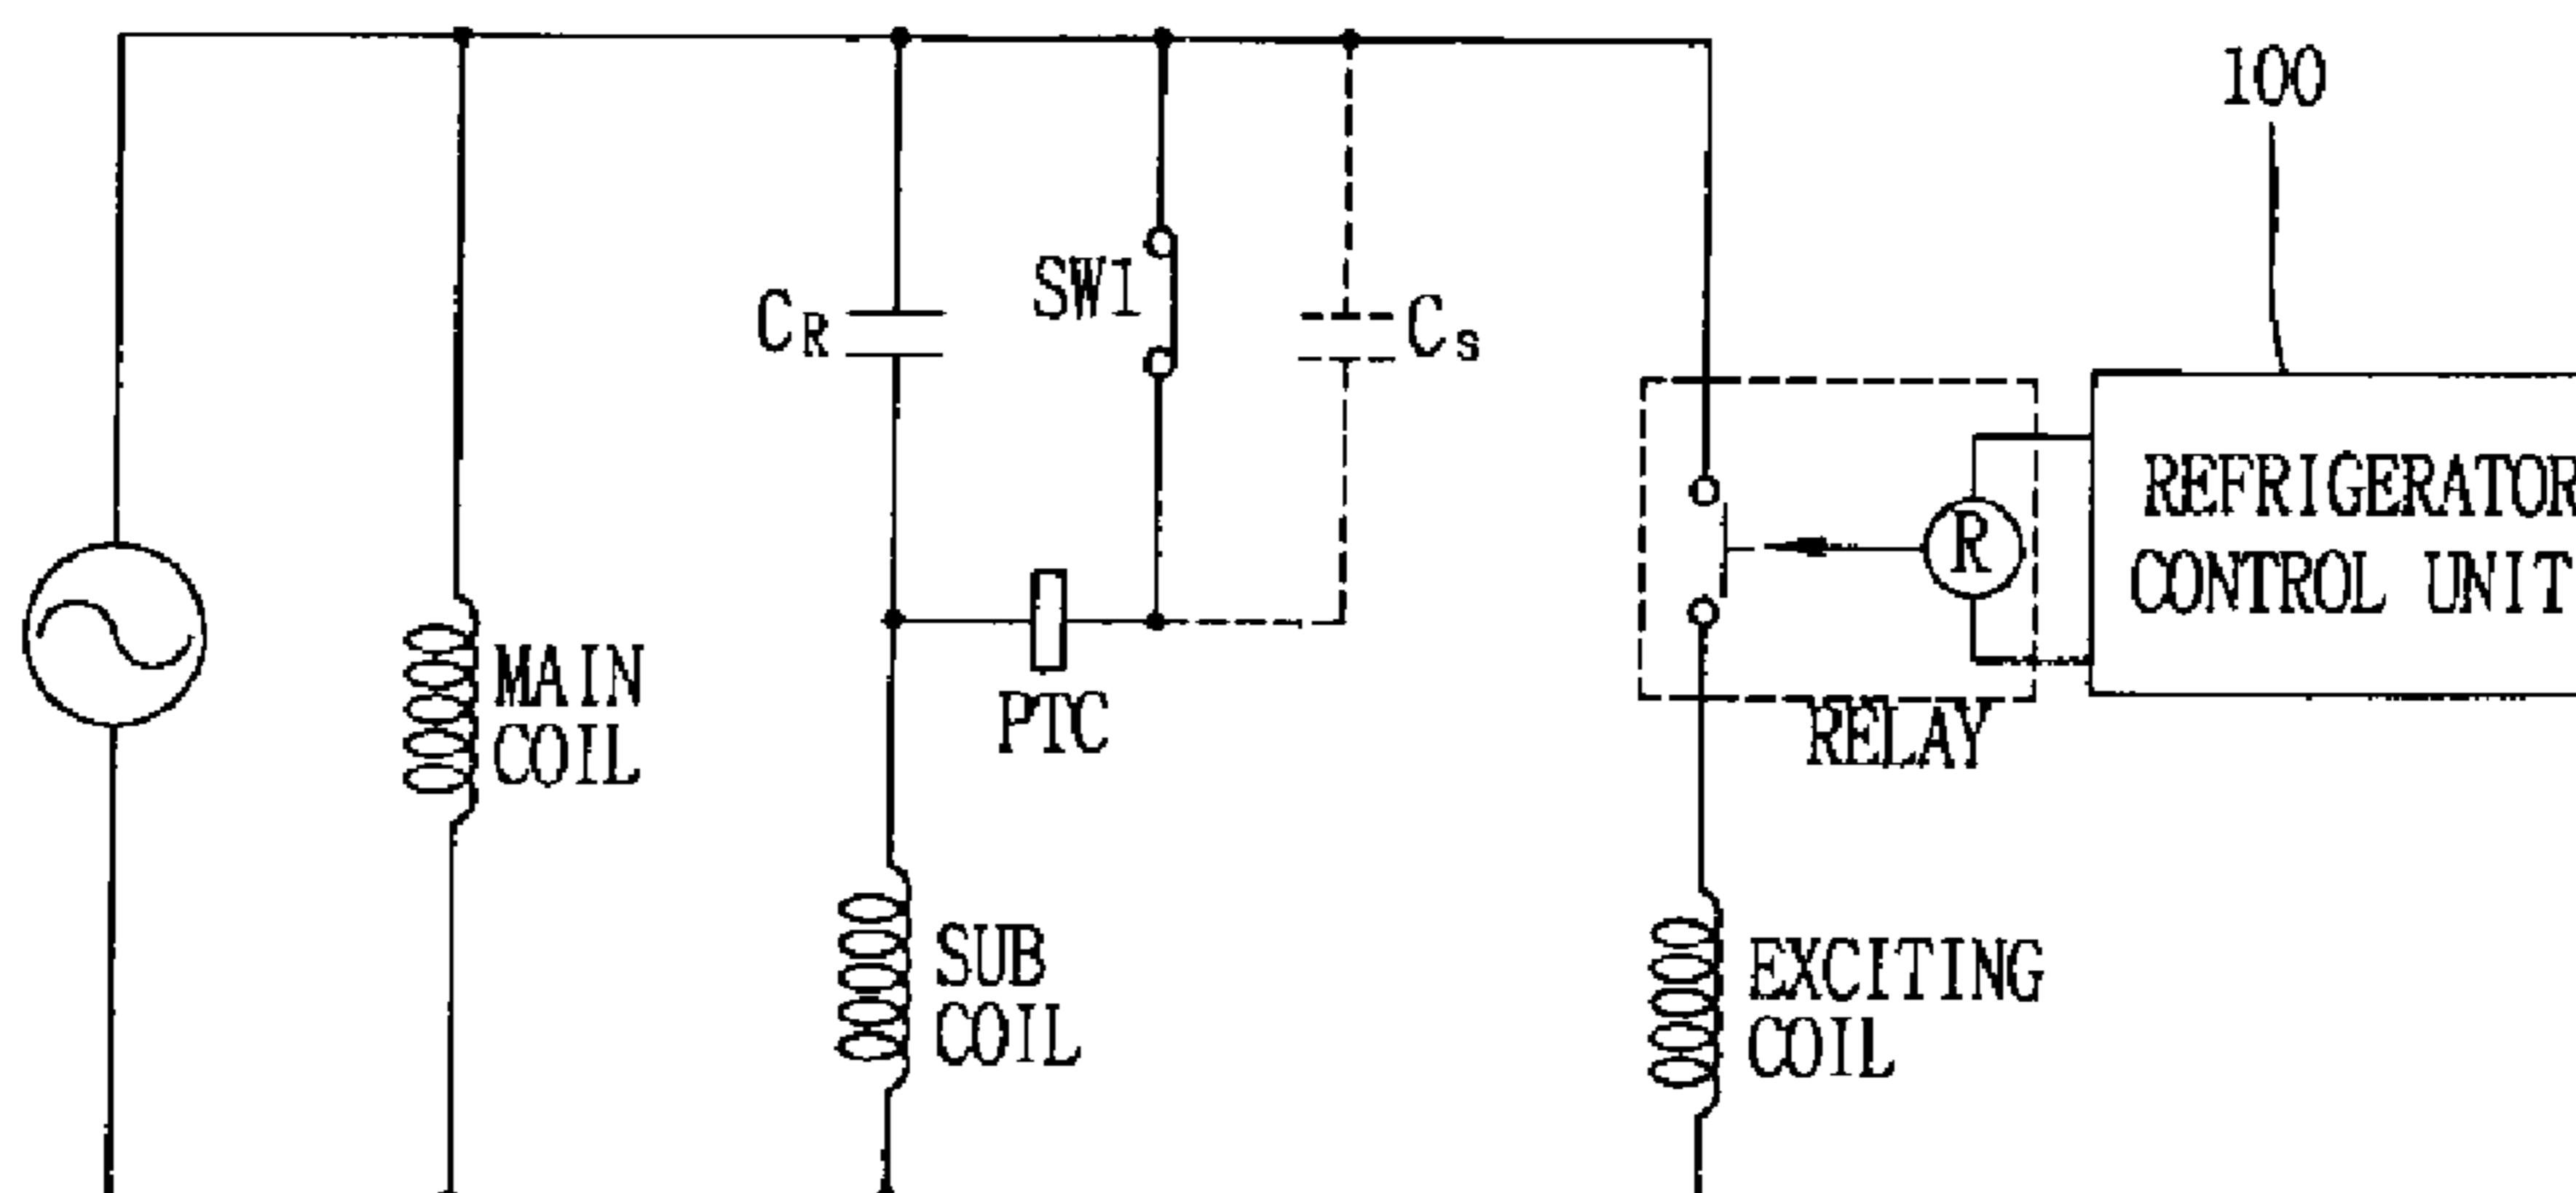 100
SW1
CR
Cs
REFRIGERATOR
CONTROL UNIT
R
MAIN
COIL
PTC
RELAY
SUB
COIL
EXCITING
COIL